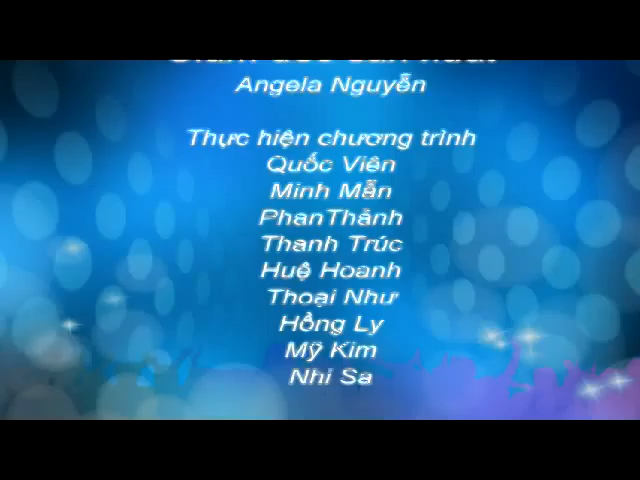 Angela Nguyễn
Thực hiện chương trình
Quốc Viên
Minh Mẫn
PhanThảnh
Thanh Trúc
Huệ Hoanh
Thoại Như
Hồng Ly
Mỹ Kim
Nhi Sa